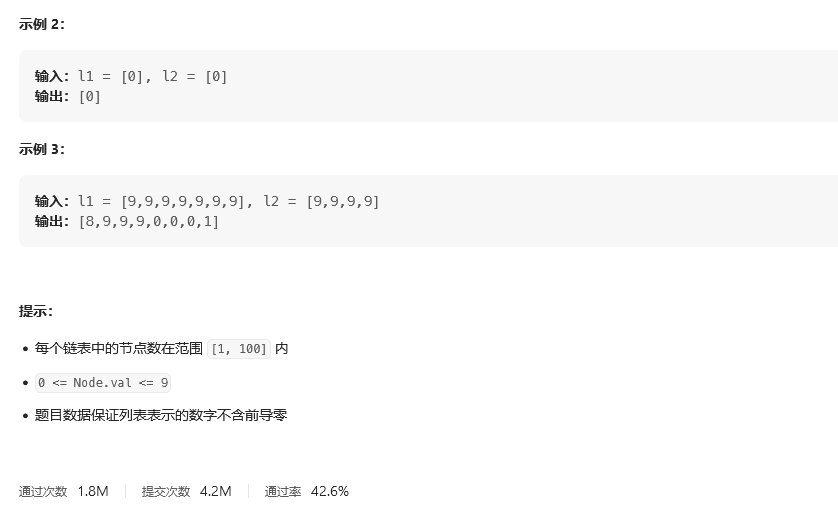 示例 2:
输入: l1 = [0], l2 = [0]
输出: [0]
示例 3:
输入: l1 = [9,9,9,9,9,9,9], l2 = [9,9,9,9]
输出: [8,9,9,9,0,0,0,1]
提示:
• 每个链表中的节点数在范围 [1, 100] 内
• 0 <= Node.val <= 9
• 题目数据保证列表表示的数字不含前导零
通过次数 1.8M 提交次数 4.2M 通过率 42.6%